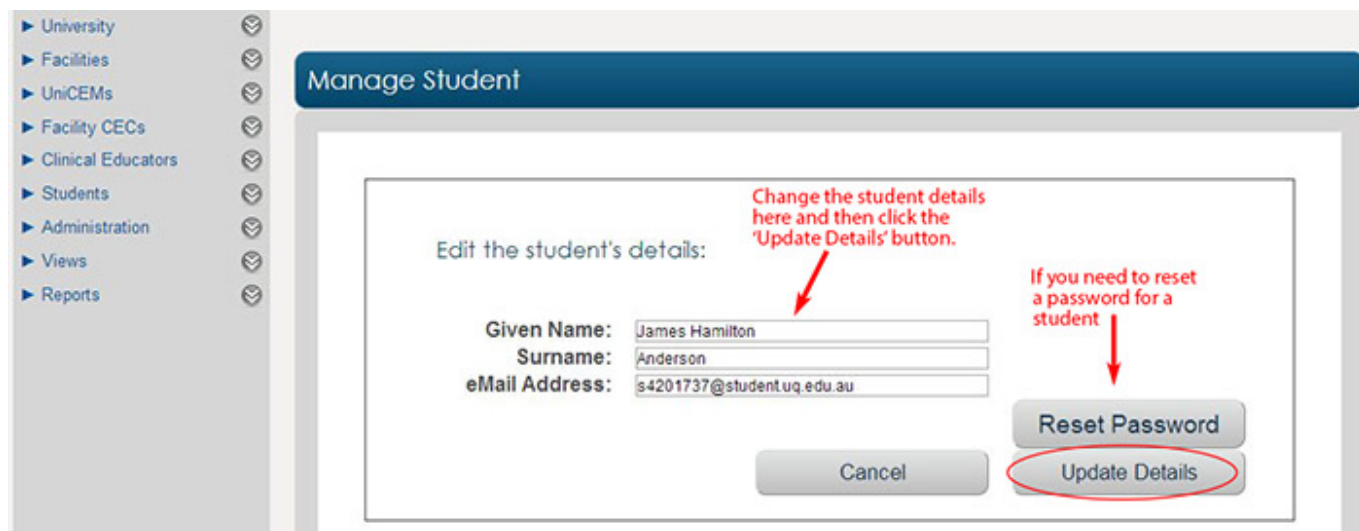 University
Facilities
UniCEMs
Facility CECs
Clinical Educators
Students
Administration
Views
Reports
Manage Student
Change the student details
here and then click the
'Update Details' button.
Edit the student's details:
If you need to reset
a password for a
student
Given Name: James Hamilton
Surname: Anderson
eMail Address: s4201737@student.uq.edu.au
Reset Password
Cancel Update Details